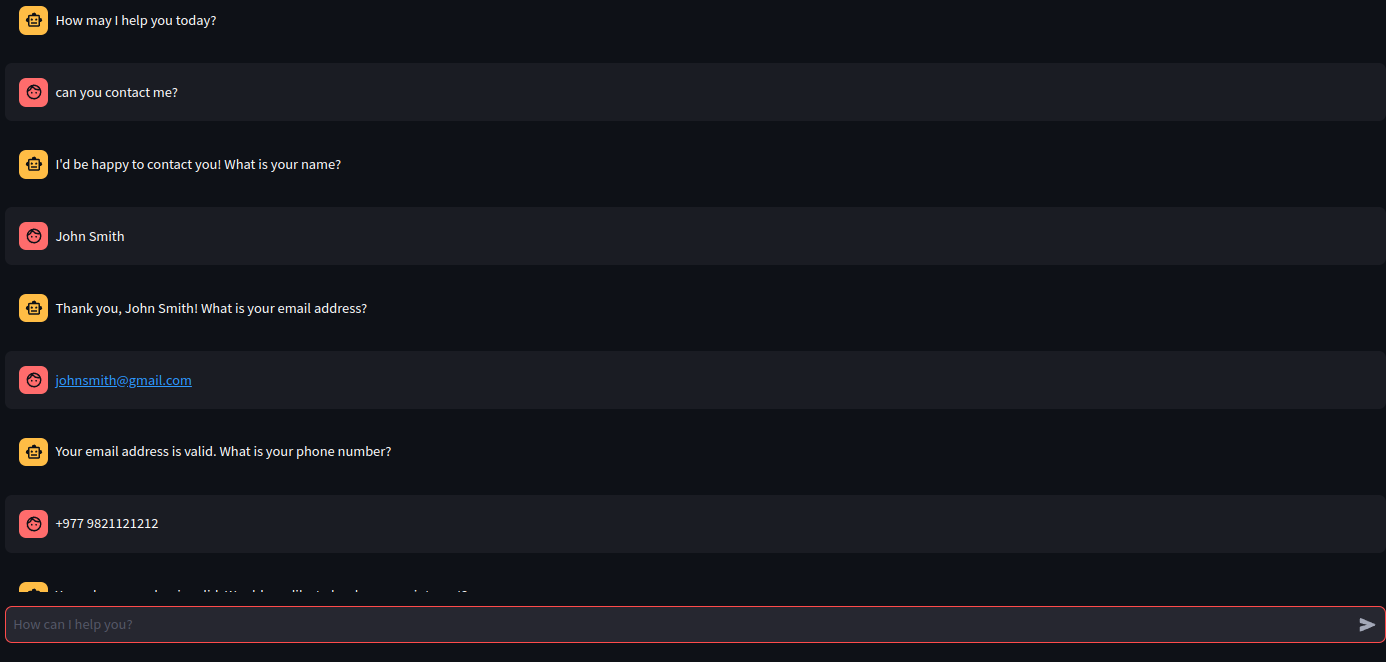 How may I help you today?
can you contact me?
I'd be happy to contact you! What is your name?
John Smith
Thank you, John Smith! What is your email address?
johnsmith@gmail.com
Your email address is valid. What is your phone number?
+977 9821121212
How can I help you?